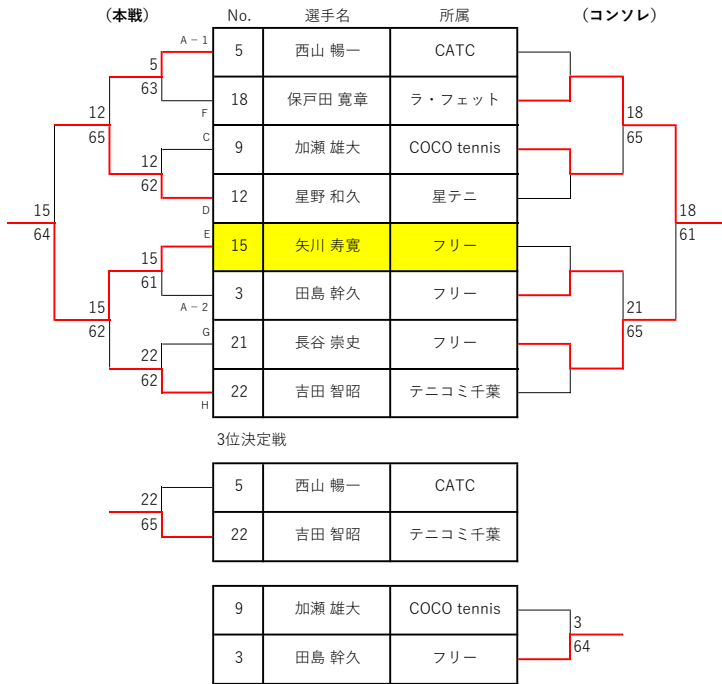 (本戦) No. 選手名 所属 (コンソレ)
A – 1 5 西山 暢一 CATC
5
63
18 保戸田 寛章 ラ・フェット
F
12 18
65 65
C 9 加瀬 雄大 COCO tennis
12
62
12 星野 和久 星テニ
D
15 18
64 61
E 15 矢川 寿寛 フリー
15
61
3 田島 幹久 フリー
A – 2
15 21
62 65
G 21 長谷 崇史 フリー
22
62
22 吉田 智昭 テニコミ千葉
H
3位決定戦
5 西山 暢一 CATC
22
65
22 吉田 智昭 テニコミ千葉
9 加瀬 雄大 COCO tennis
3
64
3 田島 幹久 フリー